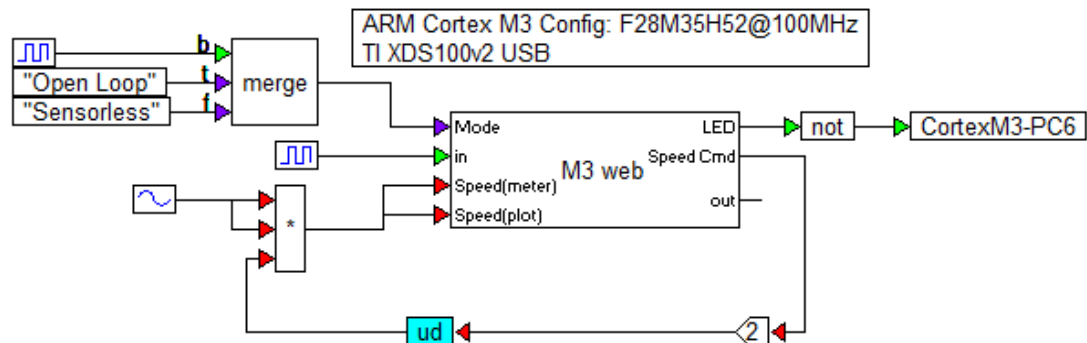 ARM Cortex M3 Config: F28M35H52@100MHz
TI XDS100v2 USB
b
"Open Loop"
t
"Sensorless"
f
merge
Mode
in
Speed(meter)
Speed(plot)
M3 web
LED
Speed Cmd
out
not
CortexM3-PC6
*
ud
2